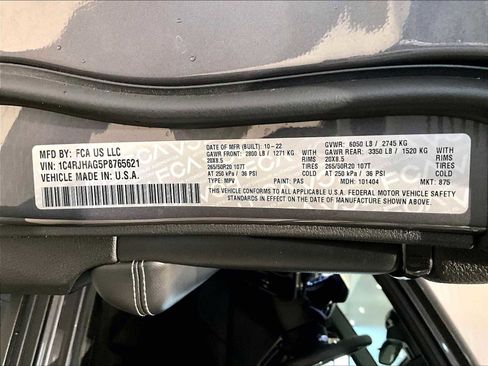 MFD BY: FCA US LLC
VIN: 1C4RJHAG5P8765621
VEHICLE MADE IN: U.S.A.
DATE OF MFR (BUILT): 10-22 GVWR: 6050 LB / 2745 KG
GAWR FRONT: 2800 LB / 1271 KG GAWR REAR: 3350 LB / 1520 KG
20X8.5 RIMS 20X8.5 RIMS
265/50R20 107T TIRES 265/50R20 107T TIRES
AT 250 kPa / 36 PSI COLD AT 250 kPa / 36 PSI COLD
TYPE: MPV PAINT: PAS MDH: 101404 MKT: 875
THIS VEHICLE CONFORMS TO ALL APPLICABLE U.S.A. FEDERAL MOTOR VEHICLE SAFETY
STANDARDS IN EFFECT ON THE DATE OF MANUFACTURE SHOWN ABOVE.